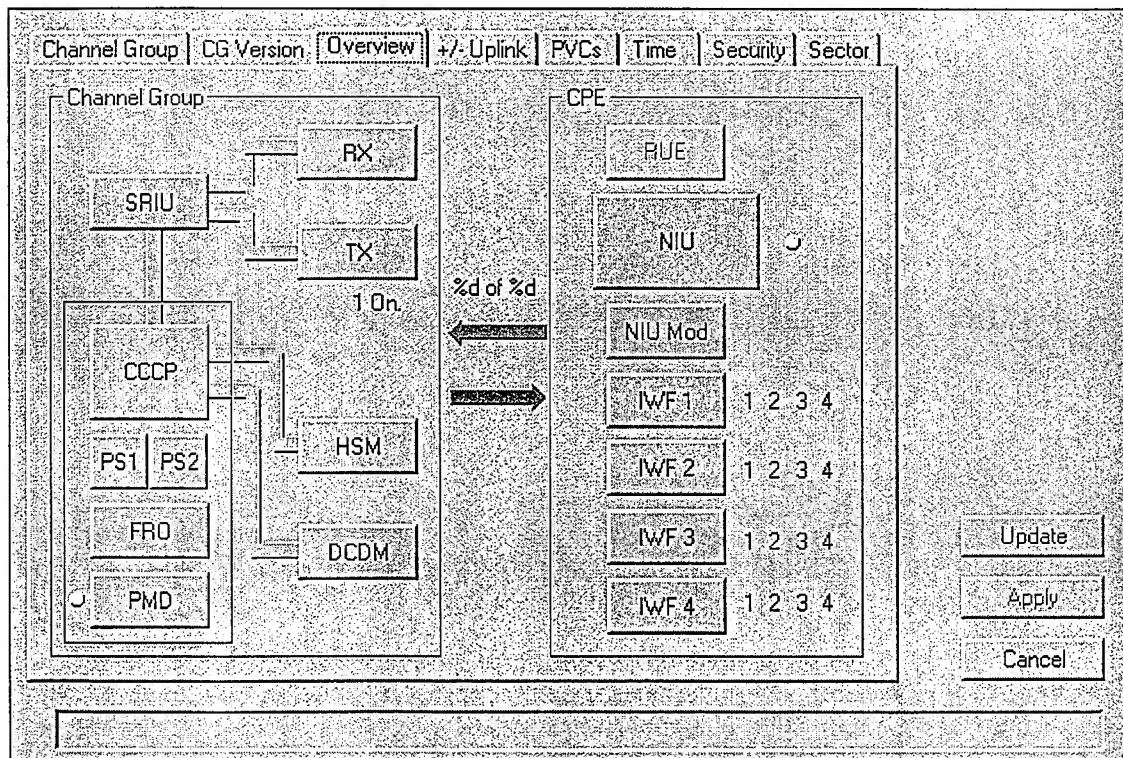 Channel Group CG Version Overview +/- Uplink PVCs Time Security Sector
Channel Group
RX
SRIU
TX
1 On.
CCCP
HSM
PS1 PS2
FRO
DCDM
PMD
%d of %d
CPE
RUE
NIU
NIU Mod
IWF 1 1 2 3 4
IWF 2 1 2 3 4
IWF 3 1 2 3 4
IWF 4 1 2 3 4
Update
Apply
Cancel